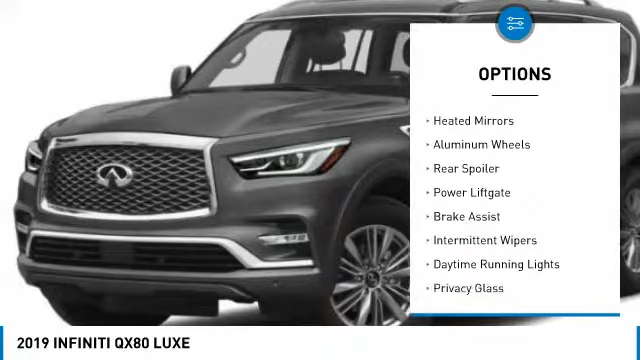 OPTIONS
Heated Mirrors
Aluminum Wheels
Rear Spoiler
Power Liftgate
Brake Assist
Intermittent Wipers
Daytime Running Lights
Privacy Glass
2019 INFINITI QX80 LUXE